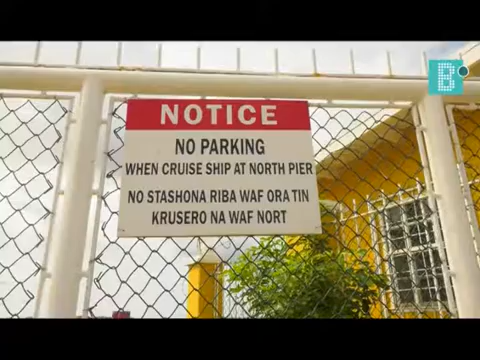 B
NOTICE
NO PARKING
WHEN CRUISE SHIP AT NORTH PIER
NO STASHONA RIBA WAF ORA TIN
KRUSERO NA WAF NORT